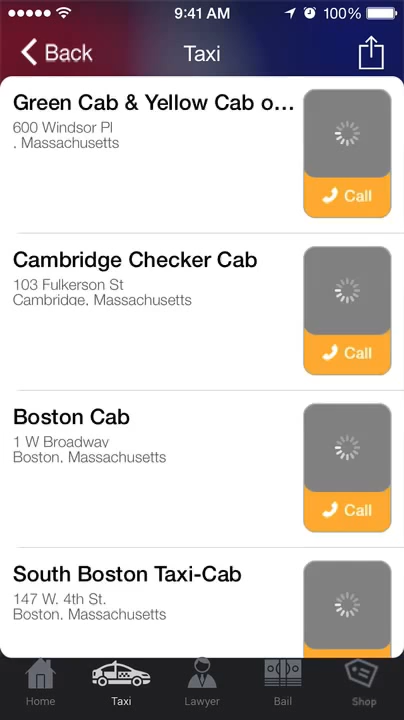 9:41 AM 100%
Back Taxi
Green Cab & Yellow Cab o...
600 Windsor Pl
, Massachusetts
Call
Cambridge Checker Cab
103 Fulkerson St
Cambridge, Massachusetts
Call
Boston Cab
1 W Broadway
Boston, Massachusetts
Call
South Boston Taxi-Cab
147 W. 4th St.
Boston, Massachusetts
Home Taxi Lawyer Bail Shop